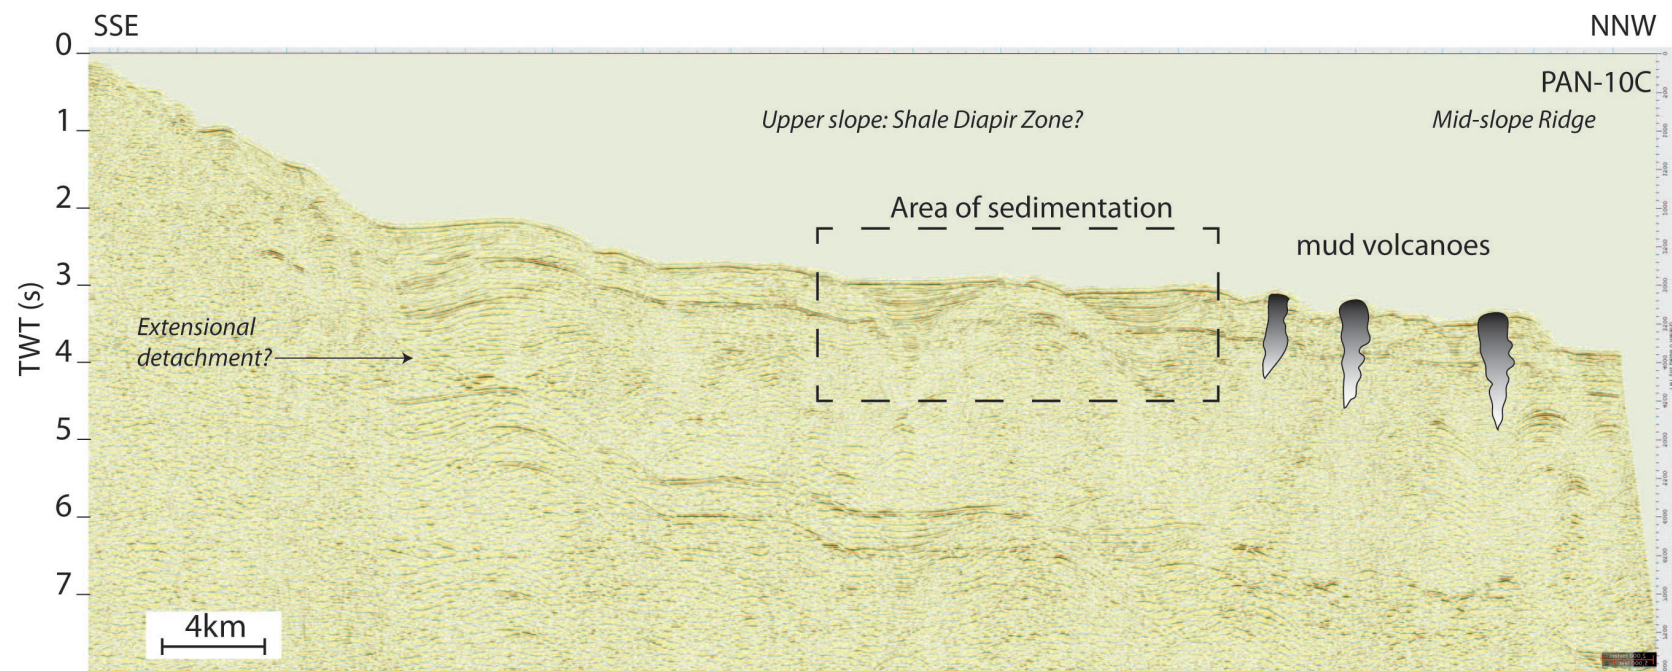 SSE
NNW
0
PAN-10C
Upper slope: Shale Diapir Zone?
Mid-slope Ridge
1
2
Area of sedimentation
mud volcanoes
3
TWT (s)
Extensional
detachment?
4
5
6
7
4km